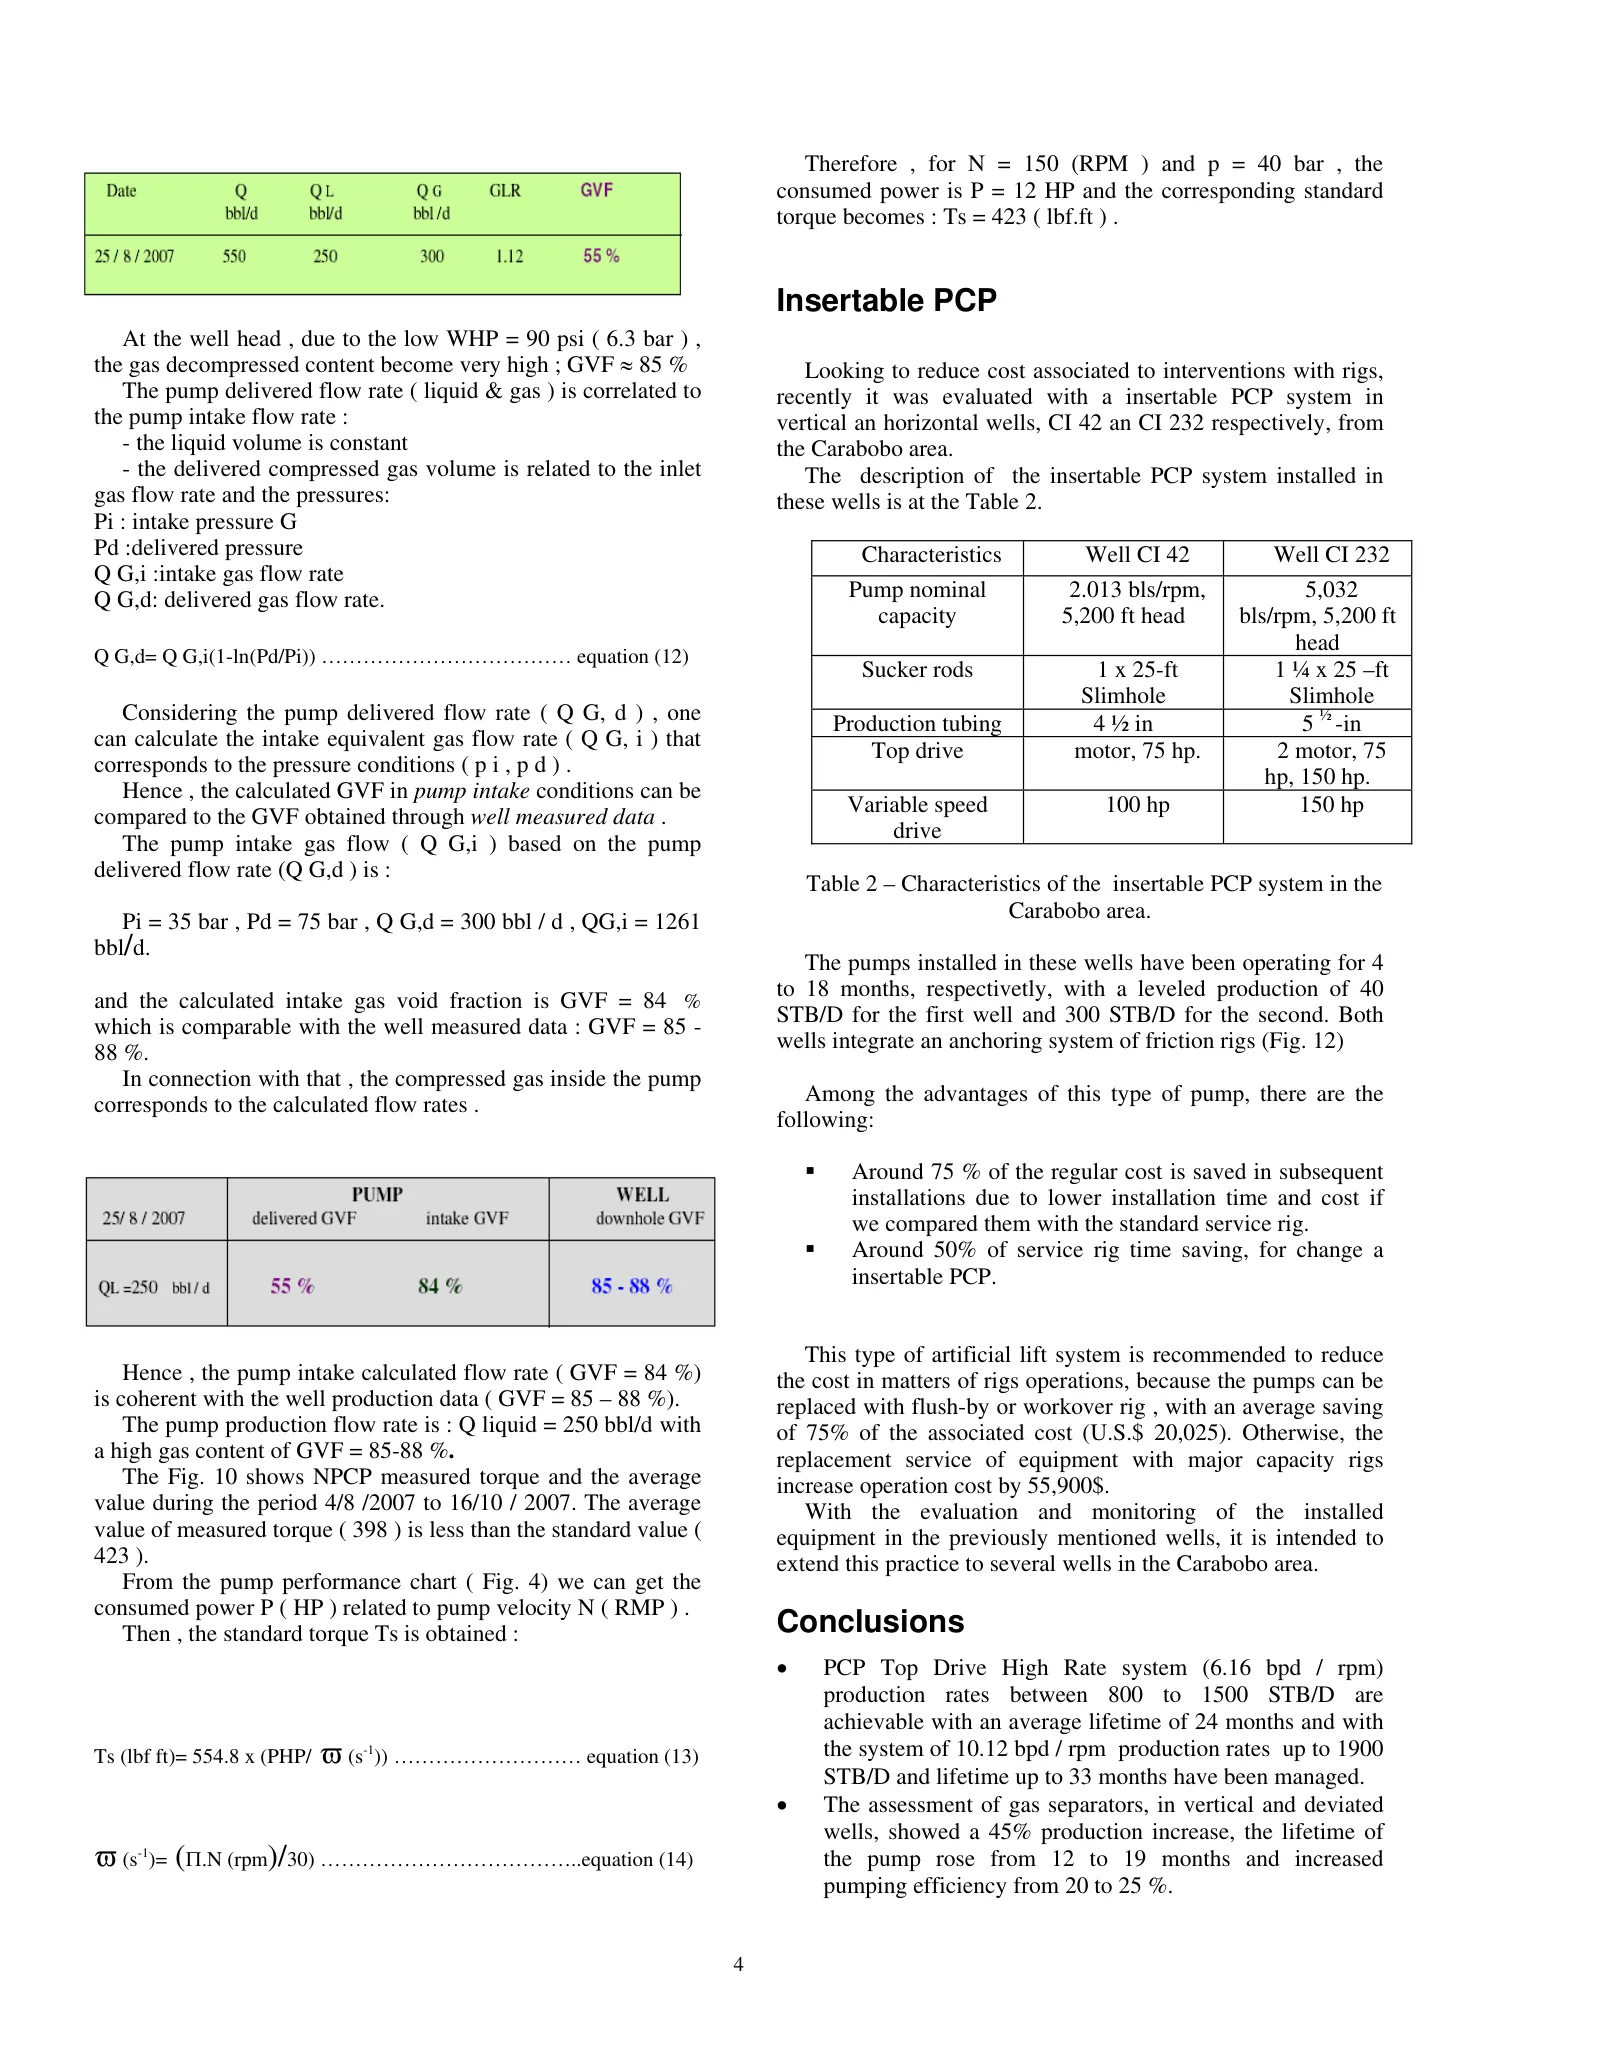 Date Q Q L Q G GLR GVF
bbl/d bbl/d bbl /d
25 / 8 / 2007 550 250 300 1.12 55 %
At the well head , due to the low WHP = 90 psi ( 6.3 bar ) ,
the gas decompressed content become very high ; GVF ≈ 85 %
The pump delivered flow rate ( liquid & gas ) is correlated to
the pump intake flow rate :
- the liquid volume is constant
- the delivered compressed gas volume is related to the inlet
gas flow rate and the pressures:
Pi : intake pressure G
Pd :delivered pressure
Q G,i :intake gas flow rate
Q G,d: delivered gas flow rate.
Q G,d= Q G,i(1-ln(Pd/Pi)) ……………………………… equation (12)
Considering the pump delivered flow rate ( Q G, d ) , one
can calculate the intake equivalent gas flow rate ( Q G, i ) that
corresponds to the pressure conditions ( p i , p d ) .
Hence , the calculated GVF in pump intake conditions can be
compared to the GVF obtained through well measured data .
The pump intake gas flow ( Q G,i ) based on the pump
delivered flow rate (Q G,d ) is :
Pi = 35 bar , Pd = 75 bar , Q G,d = 300 bbl / d , QG,i = 1261
bbl/d.
and the calculated intake gas void fraction is GVF = 84 %
which is comparable with the well measured data : GVF = 85 -
88 %.
In connection with that , the compressed gas inside the pump
corresponds to the calculated flow rates .
PUMP WELL
25/ 8 / 2007 delivered GVF intake GVF downhole GVF
QL =250 bbl / d 55 % 84 % 85 - 88 %
Hence , the pump intake calculated flow rate ( GVF = 84 %)
is coherent with the well production data ( GVF = 85 – 88 %).
The pump production flow rate is : Q liquid = 250 bbl/d with
a high gas content of GVF = 85-88 %.
The Fig. 10 shows NPCP measured torque and the average
value during the period 4/8 /2007 to 16/10 / 2007. The average
value of measured torque ( 398 ) is less than the standard value (
423 ).
From the pump performance chart ( Fig. 4) we can get the
consumed power P ( HP ) related to pump velocity N ( RMP ) .
Then , the standard torque Ts is obtained :
Ts (lbf ft)= 554.8 x (PHP/ ϖ (s-1)) ……………………… equation (13)
ϖ (s-1)= (Π.N (rpm)/30) ………………………………..equation (14)
Therefore , for N = 150 (RPM ) and p = 40 bar , the
consumed power is P = 12 HP and the corresponding standard
torque becomes : Ts = 423 ( lbf.ft ) .
Insertable PCP
Looking to reduce cost associated to interventions with rigs,
recently it was evaluated with a insertable PCP system in
vertical an horizontal wells, CI 42 an CI 232 respectively, from
the Carabobo area.
The description of the insertable PCP system installed in
these wells is at the Table 2.
Characteristics Well CI 42 Well CI 232
Pump nominal 2.013 bls/rpm, 5,032
capacity 5,200 ft head bls/rpm, 5,200 ft
head
Sucker rods 1 x 25-ft 1 ¼ x 25 –ft
Slimhole Slimhole
Production tubing 4 ½ in 5 ½ -in
Top drive motor, 75 hp. 2 motor, 75
hp, 150 hp.
Variable speed 100 hp 150 hp
drive
Table 2 – Characteristics of the insertable PCP system in the
Carabobo area.
The pumps installed in these wells have been operating for 4
to 18 months, respectivetly, with a leveled production of 40
STB/D for the first well and 300 STB/D for the second. Both
wells integrate an anchoring system of friction rigs (Fig. 12)
Among the advantages of this type of pump, there are the
following:
▪ Around 75 % of the regular cost is saved in subsequent
installations due to lower installation time and cost if
we compared them with the standard service rig.
▪ Around 50% of service rig time saving, for change a
insertable PCP.
This type of artificial lift system is recommended to reduce
the cost in matters of rigs operations, because the pumps can be
replaced with flush-by or workover rig , with an average saving
of 75% of the associated cost (U.S.$ 20,025). Otherwise, the
replacement service of equipment with major capacity rigs
increase operation cost by 55,900$.
With the evaluation and monitoring of the installed
equipment in the previously mentioned wells, it is intended to
extend this practice to several wells in the Carabobo area.
Conclusions
• PCP Top Drive High Rate system (6.16 bpd / rpm)
production rates between 800 to 1500 STB/D are
achievable with an average lifetime of 24 months and with
the system of 10.12 bpd / rpm production rates up to 1900
STB/D and lifetime up to 33 months have been managed.
• The assessment of gas separators, in vertical and deviated
wells, showed a 45% production increase, the lifetime of
the pump rose from 12 to 19 months and increased
pumping efficiency from 20 to 25 %.
4